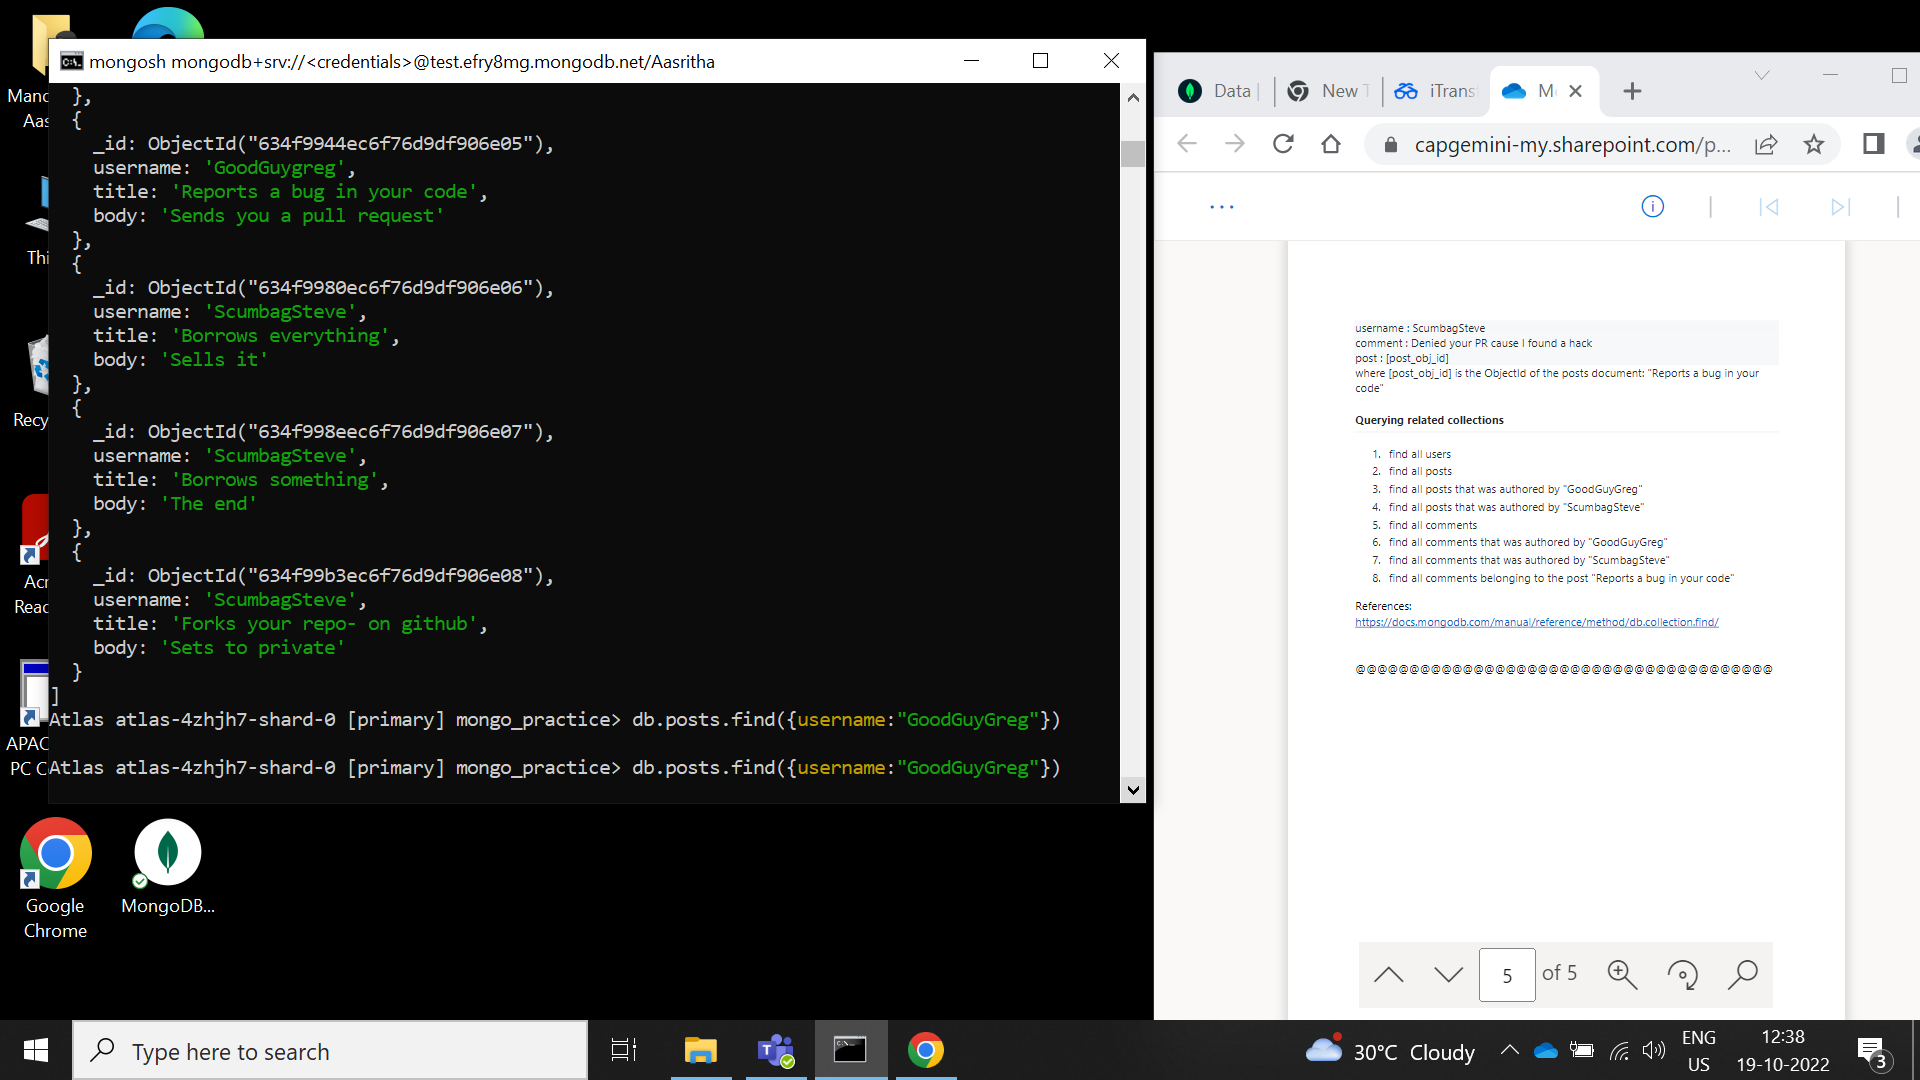 mongosh mongodb+srv://<credentials>@test.efry8mg.mongodb.net/Aasritha
},
{
_id: ObjectId("634f9944ec6f76d9df906e05"),
username: 'GoodGuygreg',
title: 'Reports a bug in your code',
body: 'Sends you a pull request'
},
{
_id: ObjectId("634f9980ec6f76d9df906e06"),
username: 'ScumbagSteve',
title: 'Borrows everything',
body: 'Sells it'
},
{
_id: ObjectId("634f998eec6f76d9df906e07"),
username: 'ScumbagSteve',
title: 'Borrows something',
body: 'The end'
},
{
_id: ObjectId("634f99b3ec6f76d9df906e08"),
username: 'ScumbagSteve',
title: 'Forks your repo- on github',
body: 'Sets to private'
}
]
Atlas atlas-4zhjh7-shard-0 [primary] mongo_practice> db.posts.find({username:"GoodGuyGreg"})
Atlas atlas-4zhjh7-shard-0 [primary] mongo_practice> db.posts.find({username:"GoodGuyGreg"})
Manc
Aas
Thi
Recy
Acr
Reac
APAC
PC C
Google
Chrome
MongoDB...
Data
New T
iTrans
Mo
capgemini-my.sharepoint.com/p...
...
username : ScumbagSteve
comment : Denied your PR cause I found a hack
post : [post_obj_id]
where [post_obj_id] is the ObjectId of the posts document: "Reports a bug in your
code"
Querying related collections
1. find all users
2. find all posts
3. find all posts that was authored by "GoodGuyGreg"
4. find all posts that was authored by "ScumbagSteve"
5. find all comments
6. find all comments that was authored by "GoodGuyGreg"
7. find all comments that was authored by "ScumbagSteve"
8. find all comments belonging to the post "Reports a bug in your code"
References:
https://docs.mongodb.com/manual/reference/method/db.collection.find/
@@@@@@@@@@@@@@@@@@@@@@@@@@@@@@@@@@@@@@@
5 of 5
Type here to search
30°C Cloudy
ENG
US
12:38
19-10-2022
3